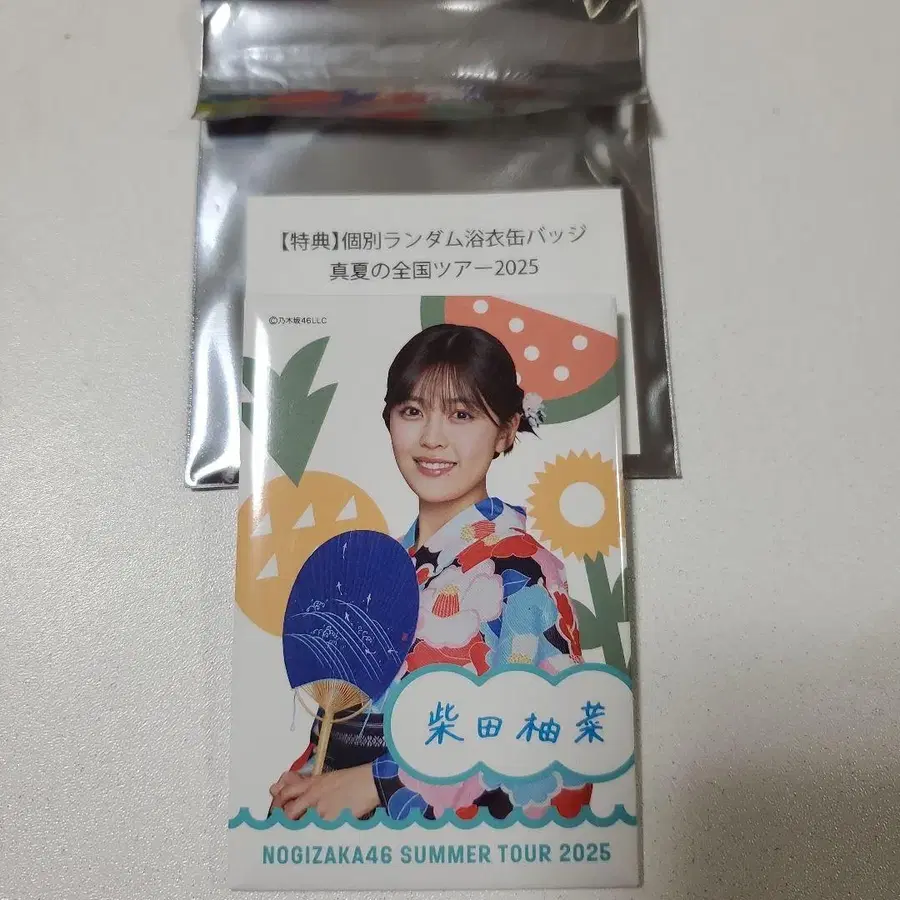 【特典】個別ランダム浴衣缶バッジ
真夏の全国ツアー2025
©乃木坂46LLC
柴田柚菜
NOGIZAKA46 SUMMER TOUR 2025